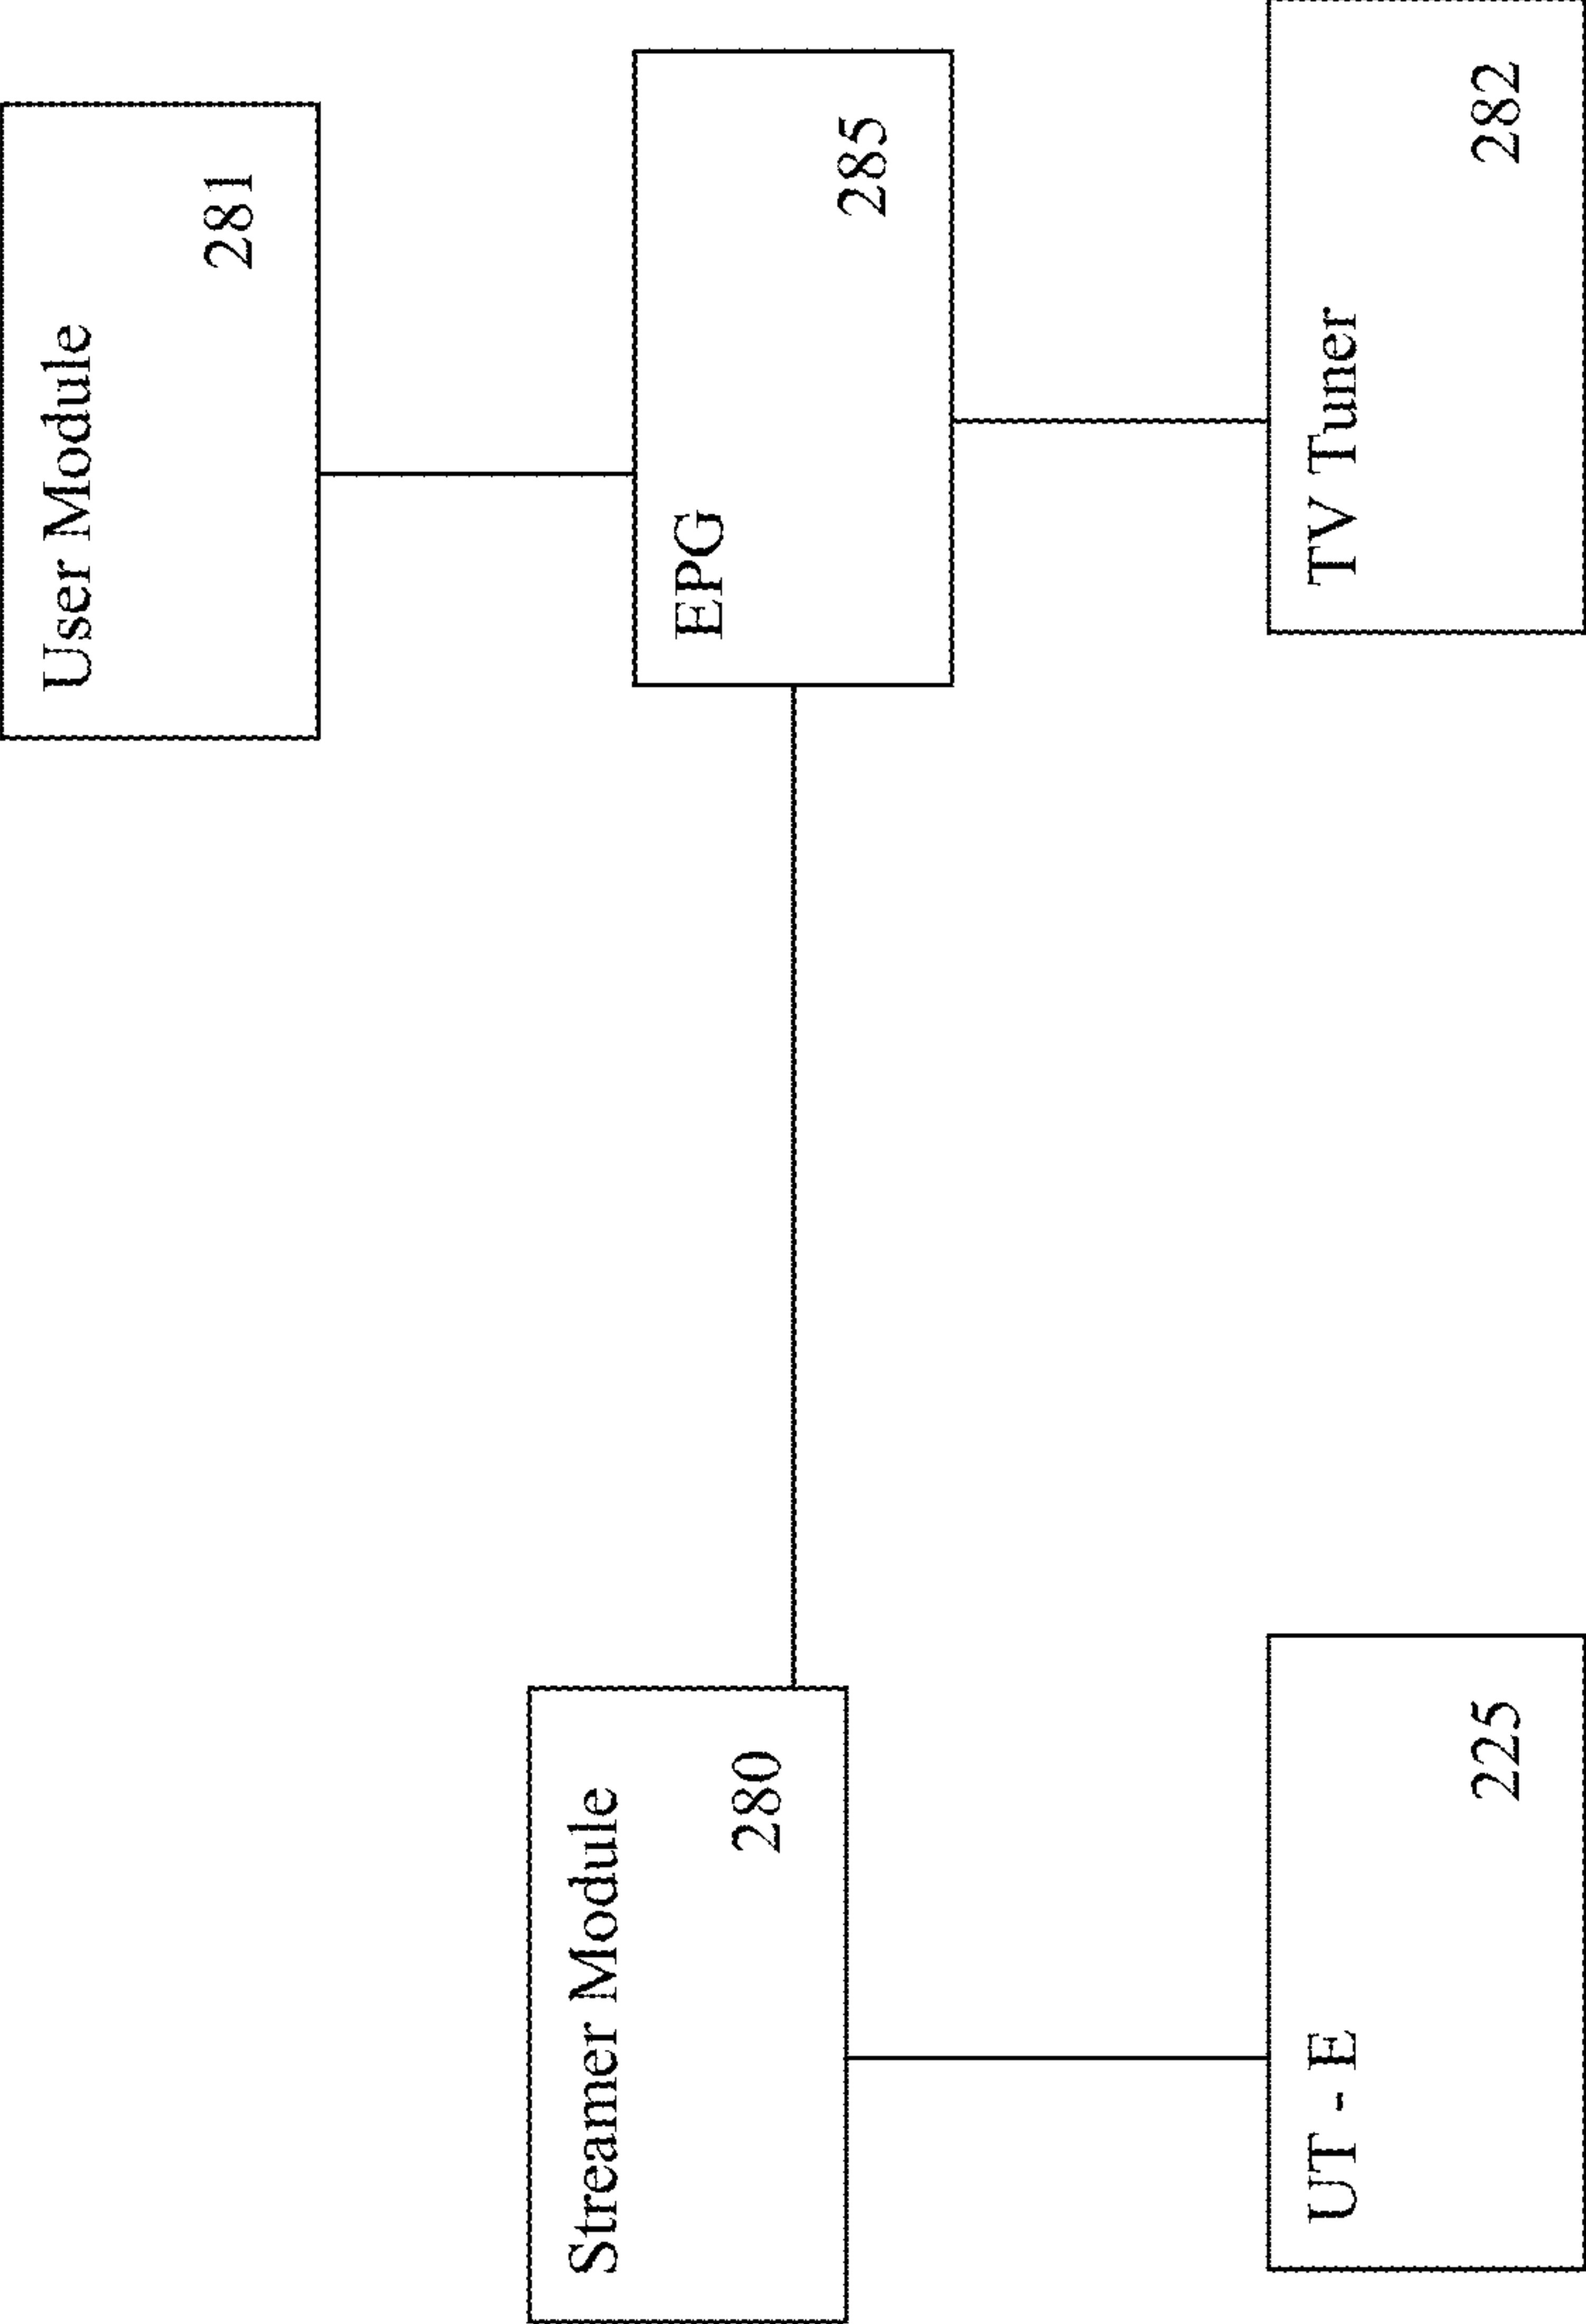 User Module
281
Streamer Module
280
EPG
285
UT - E
225
TV Tuner
282